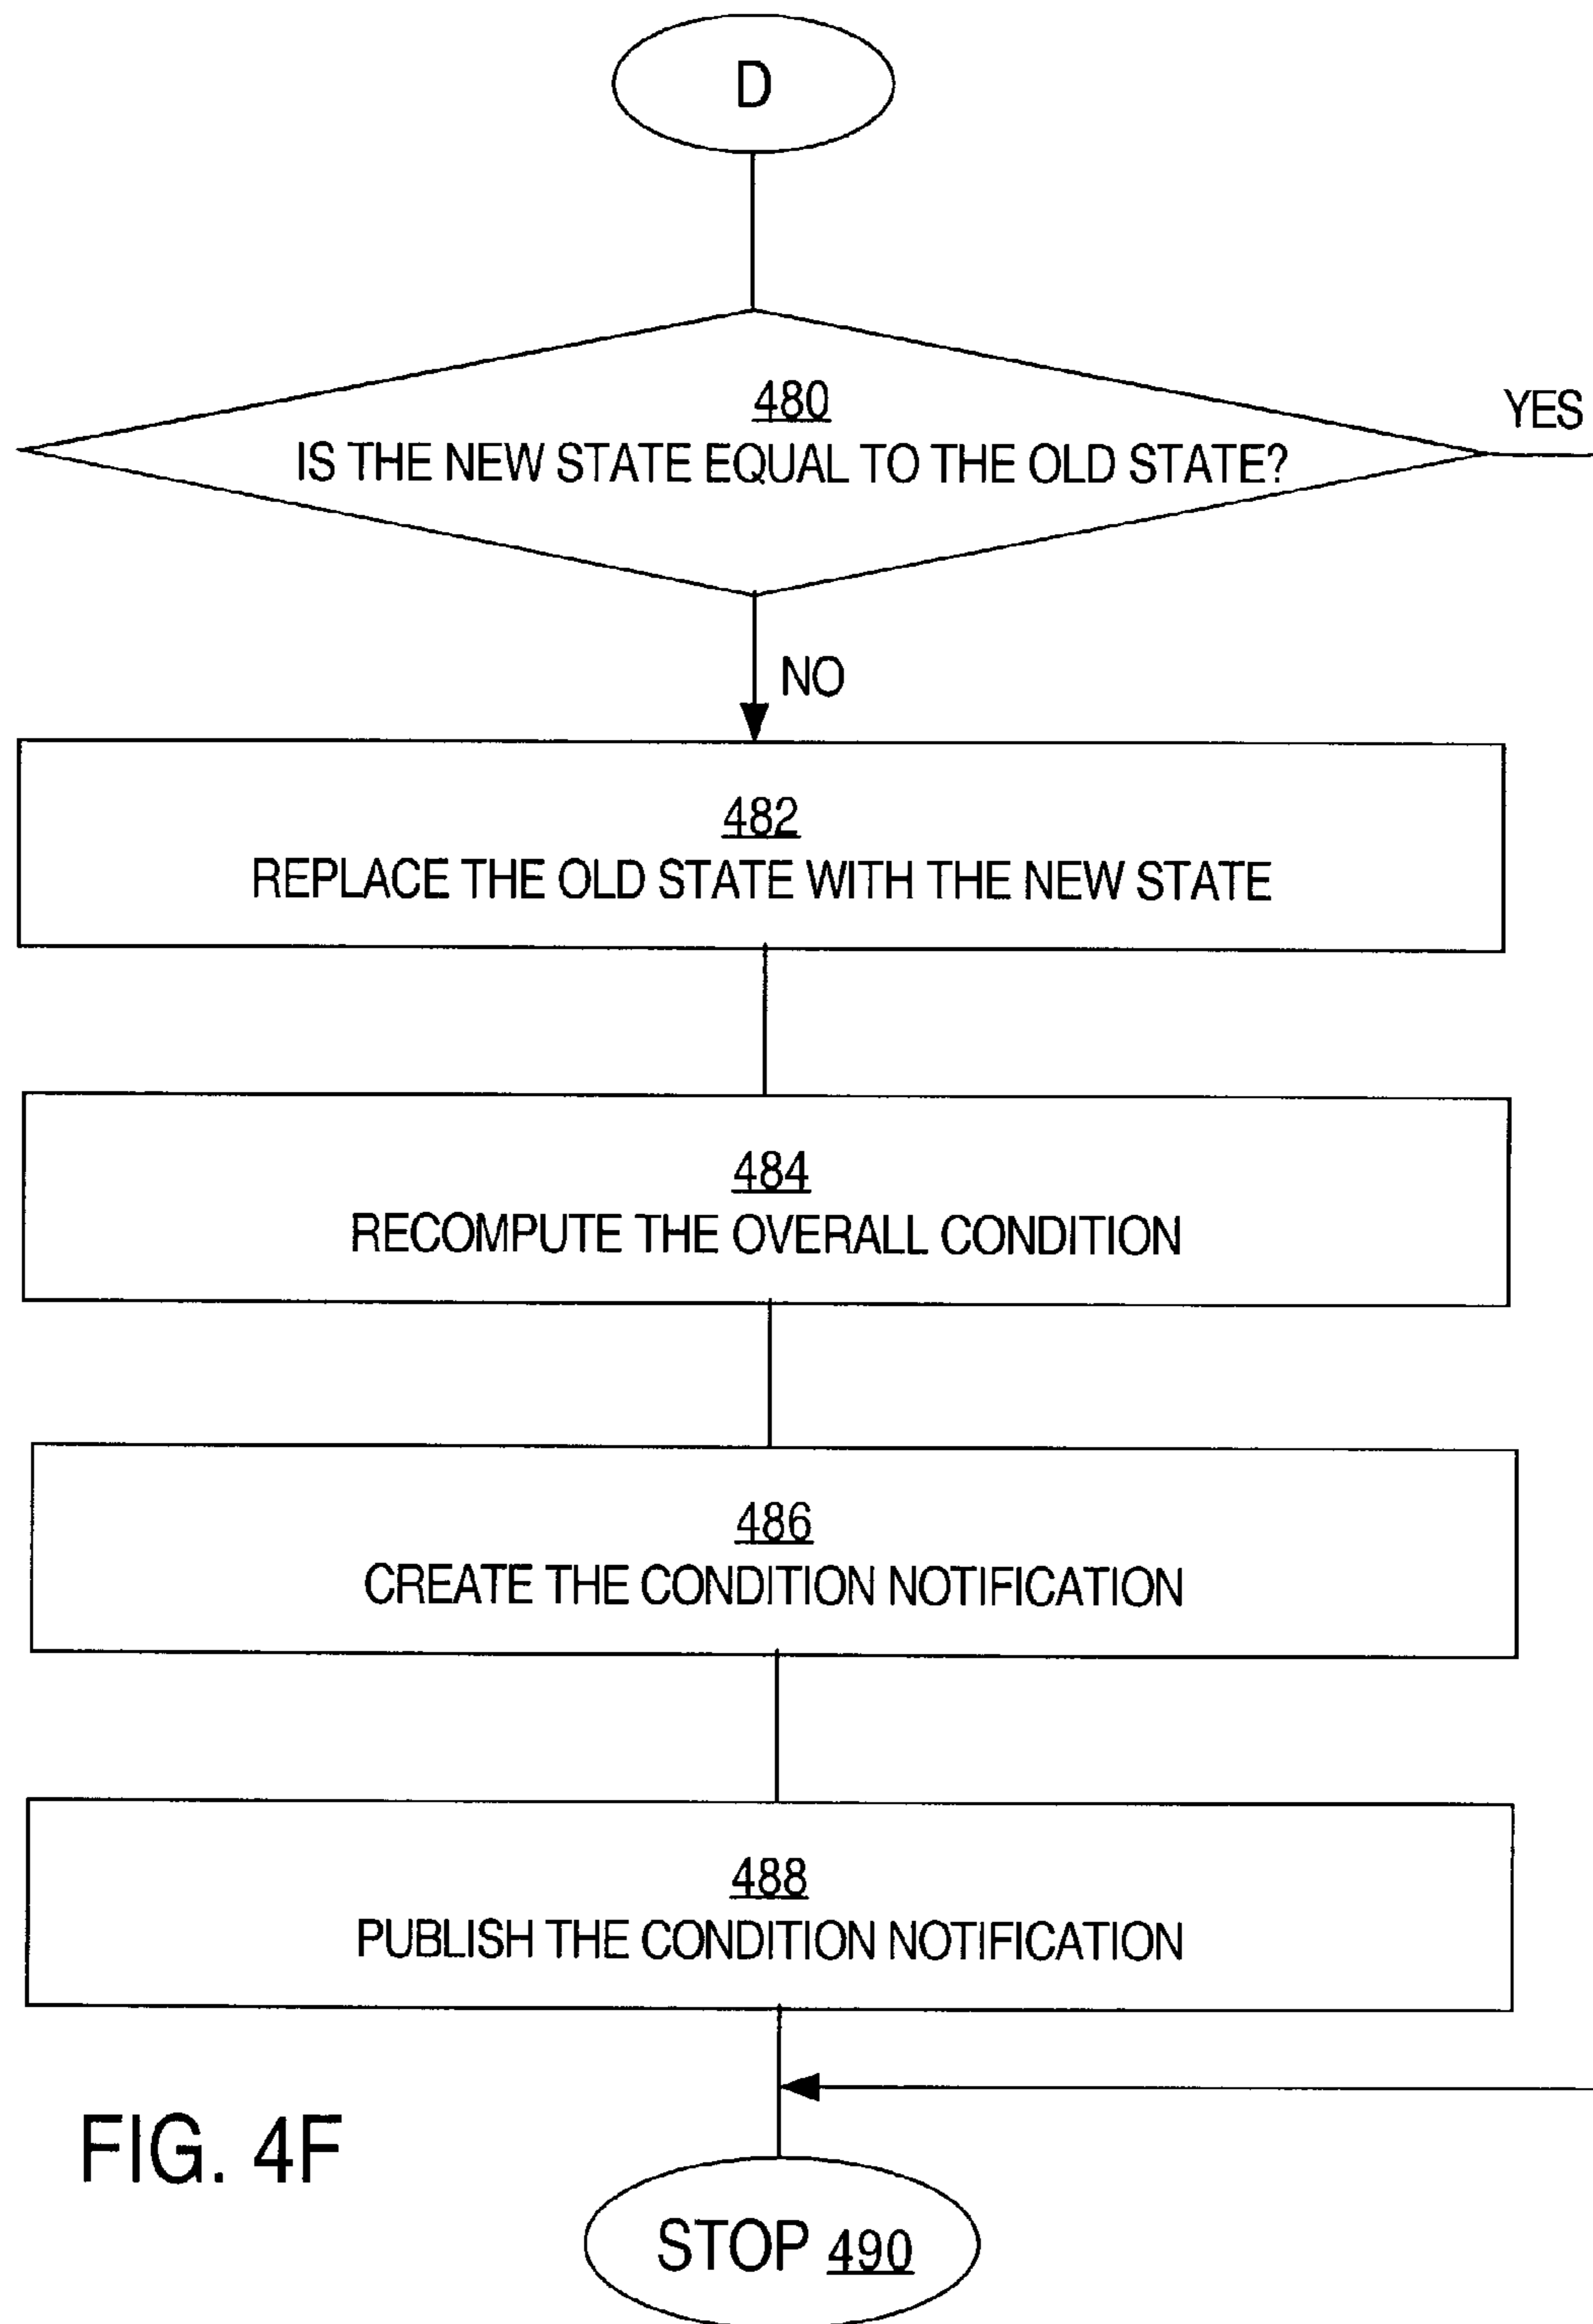 D
480
IS THE NEW STATE EQUAL TO THE OLD STATE?
YES
NO
482
REPLACE THE OLD STATE WITH THE NEW STATE
484
RECOMPUTE THE OVERALL CONDITION
486
CREATE THE CONDITION NOTIFICATION
488
PUBLISH THE CONDITION NOTIFICATION
FIG. 4F
STOP 490